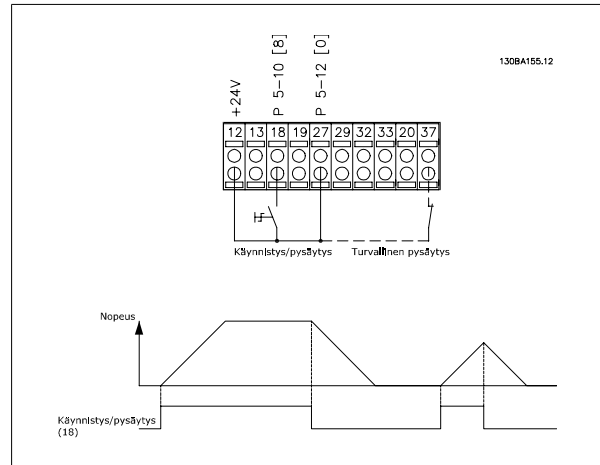 130BA155.12
+24V
P 5-10 [8]
P 5-12 [0]
12 13 18 19 27 29 32 33 20 37
Käynnistys/pysäytys Turvallinen pysäytys
Nopeus
Käynnistys/pysäytys
(18)